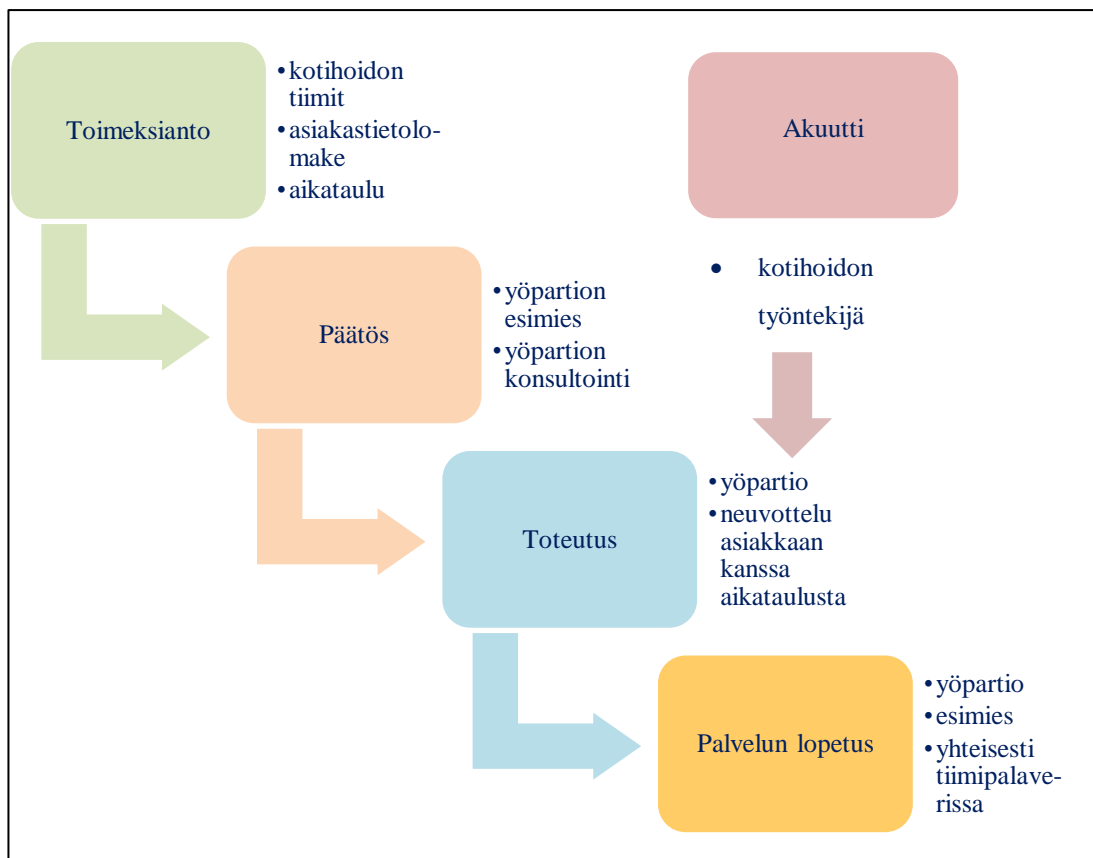 Toimeksianto
•kotihoidon
tiimit
•asiakastietolo-
make
•aikataulu
Akuutti
• kotihoidon
työntekijä
Päätös
•yöpartion
esimies
•yöpartion
konsultointi
Toteutus
•yöpartio
•neuvottelu
asiakkaan
kanssa
aikataulusta
Palvelun lopetus
•yöpartio
•esimies
•yhteisesti
tiimipalave-
rissa